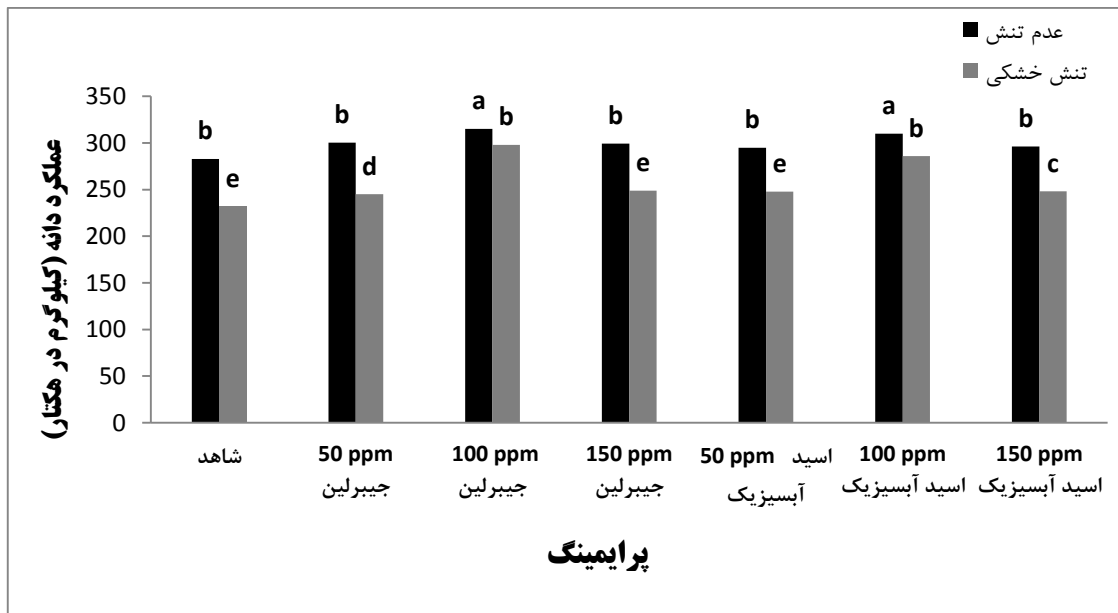 عدم تنش
تنش خشکی
عملکرد دانه (کیلوگرم در هکتار)
350
300
250
200
150
100
50
0
b
e
b
d
a
b
b
e
b
e
a
b
b
c
شاهد
50 ppm
جیبرلین
100 ppm
جیبرلین
150 ppm
جیبرلین
50 ppm اسید
آبسیزیک
100 ppm
اسید آبسیزیک
150 ppm
اسید آبسیزیک
پرایمینگ